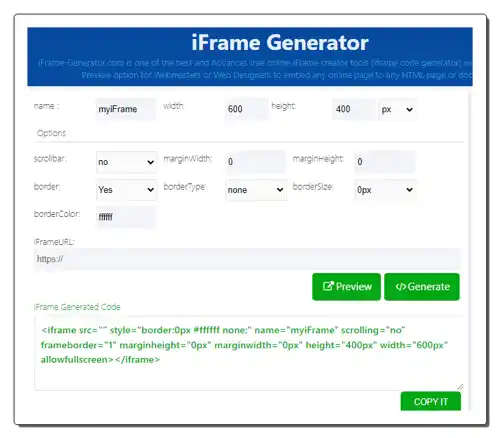 iFrame Generator
iFrame-Generator.com is one of the best and Advances free online iFrame creator tools (iframe code generator)
Preview option for Webmasters or Web Designers to embed any online page to any HTML page or
name : myiFrame width: 600 height: 400 px
Options
scrollbar: no marginWidth: 0 marginHeight: 0
border: Yes borderType: none borderSize: 0px
borderColor: ffffff
iFrameURL:
https://
Preview </> Generate
iFrame Generated Code
<iframe src="" style="border:0px #ffffff none;" name="myiFrame" scrolling="no"
frameborder="1" marginheight="0px" marginwidth="0px" height="400px" width="600px"
allowfullscreen></iframe>
COPY IT